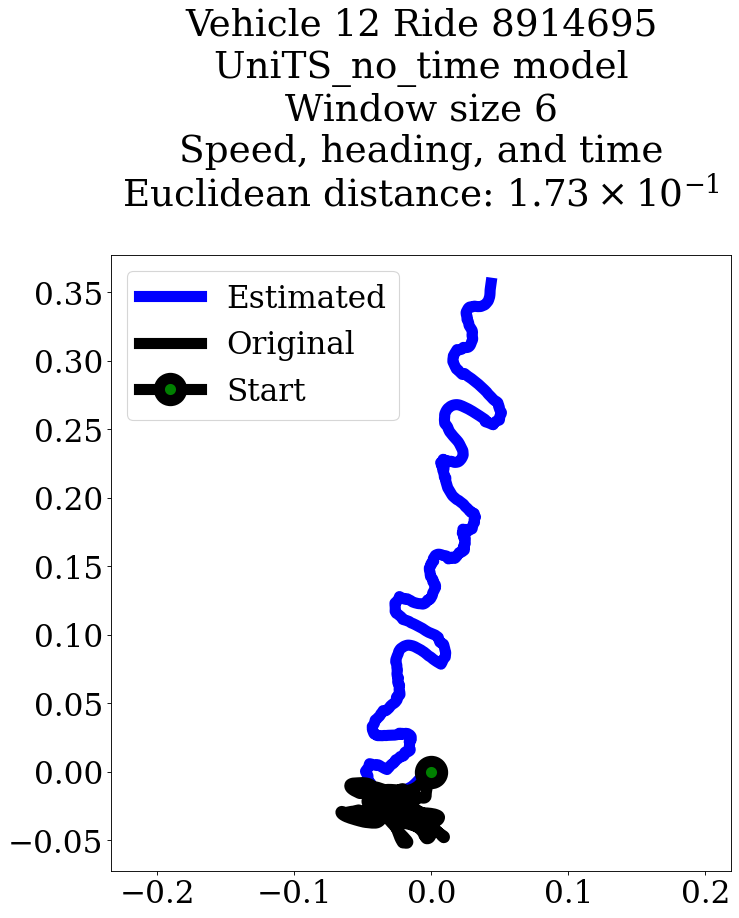 Vehicle 12 Ride 8914695
UniTS_no_time model
Window size 6
Speed, heading, and time
Euclidean distance: 1.73 × 10⁻¹
Estimated
Original
Start
0.35
0.30
0.25
0.20
0.15
0.10
0.05
0.00
−0.05
−0.2
−0.1
0.0
0.1
0.2